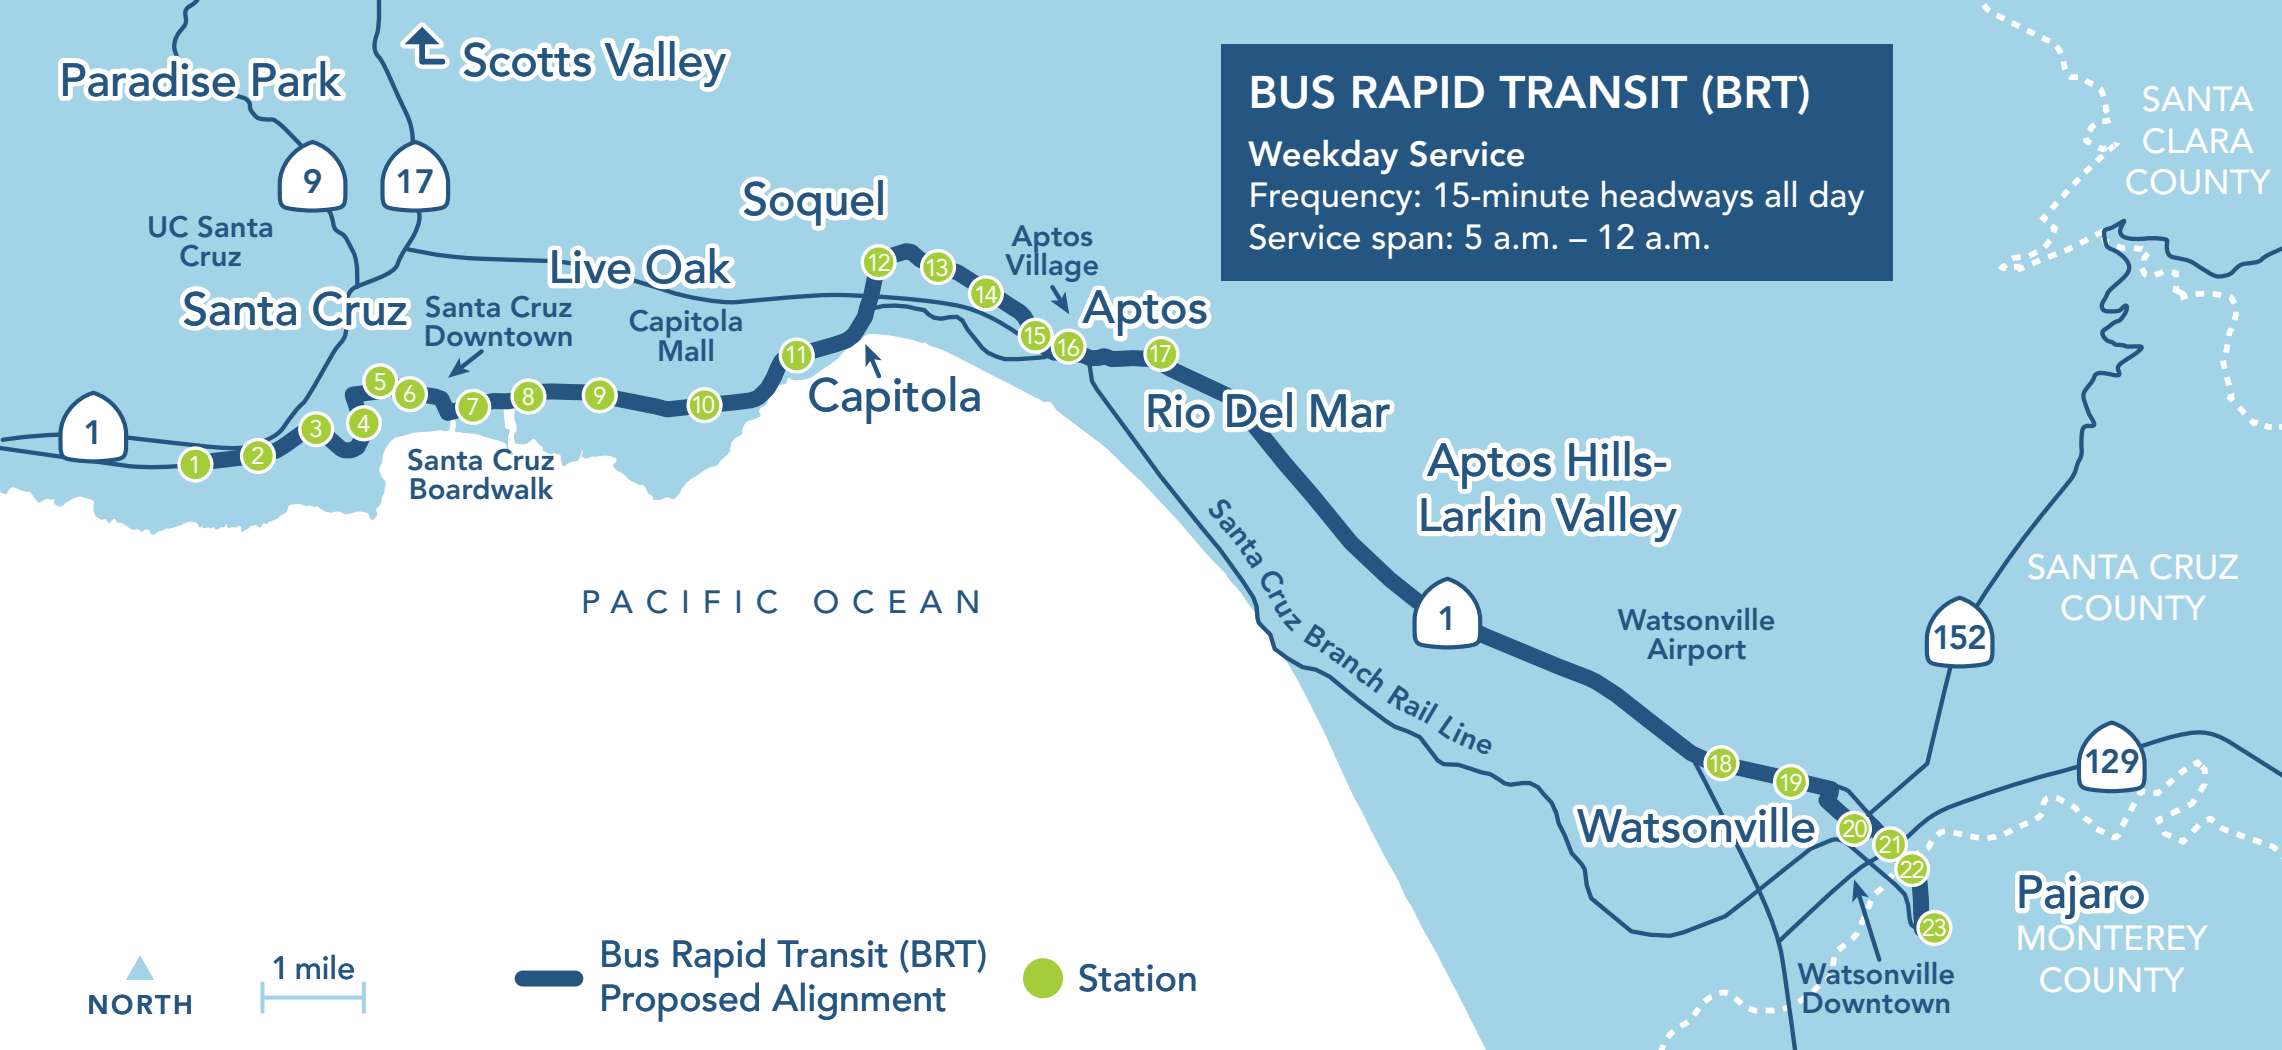 Paradise Park
Scotts Valley
BUS RAPID TRANSIT (BRT)
Weekday Service
Frequency: 15-minute headways all day
Service span: 5 a.m. – 12 a.m.
SANTA
CLARA
COUNTY
9
17
UC Santa
Cruz
Soquel
Live Oak
Aptos
Village
Santa Cruz
Santa Cruz
Downtown
Capitola
Mall
Aptos
Capitola
Rio Del Mar
1
1
2
3
4
5
6
7
8
9
10
11
12
13
14
15
16
17
Santa Cruz
Boardwalk
Aptos Hills-
Larkin Valley
Santa Cruz Branch Rail Line
PACIFIC OCEAN
1
Watsonville
Airport
SANTA CRUZ
COUNTY
152
129
18
19
20
21
22
23
Watsonville
Pajaro
MONTEREY
COUNTY
Watsonville
Downtown
NORTH
1 mile
Bus Rapid Transit (BRT)
Proposed Alignment
Station